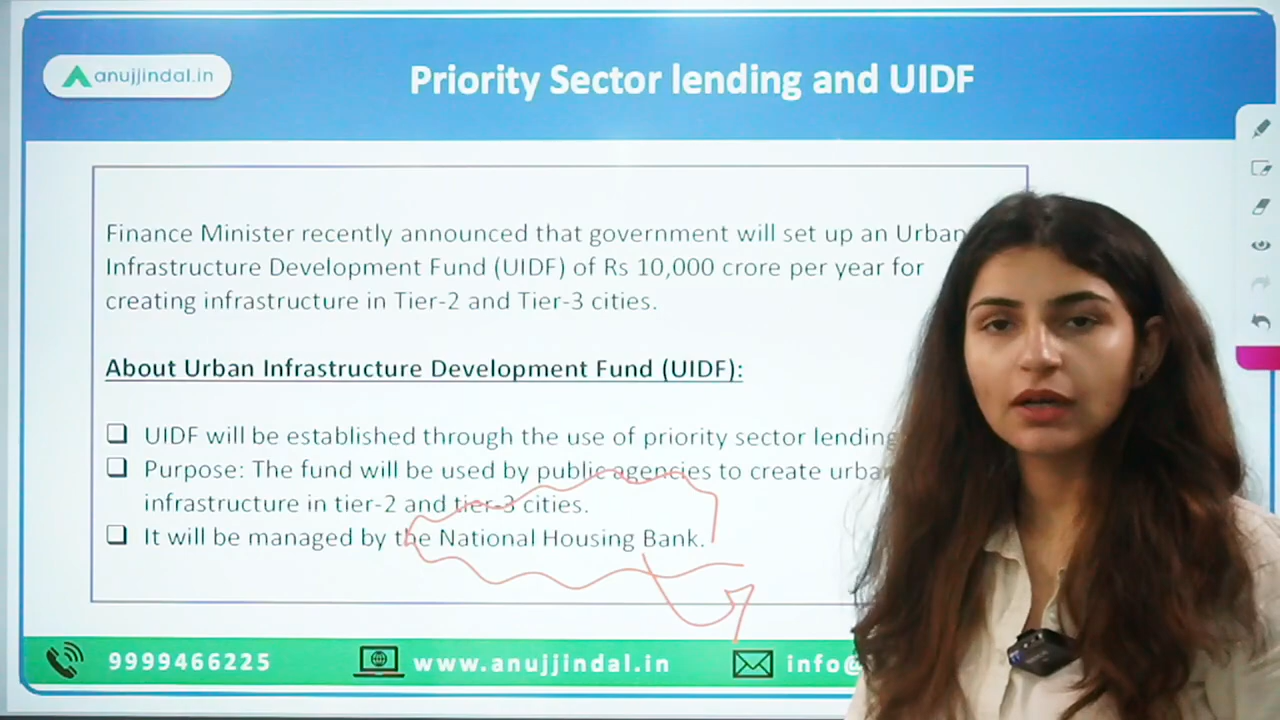 anujjindal.in
Priority Sector lending and UIDF
Finance Minister recently announced that government will set up an Urban
Infrastructure Development Fund (UIDF) of Rs 10,000 crore per year for
creating infrastructure in Tier-2 and Tier-3 cities.
About Urban Infrastructure Development Fund (UIDF):
❑ UIDF will be established through the use of priority sector lending
❑ Purpose: The fund will be used by public agencies to create urban
infrastructure in tier-2 and tier-3 cities.
❑ It will be managed by the National Housing Bank.
9999466225
www.anujjindal.in
info@